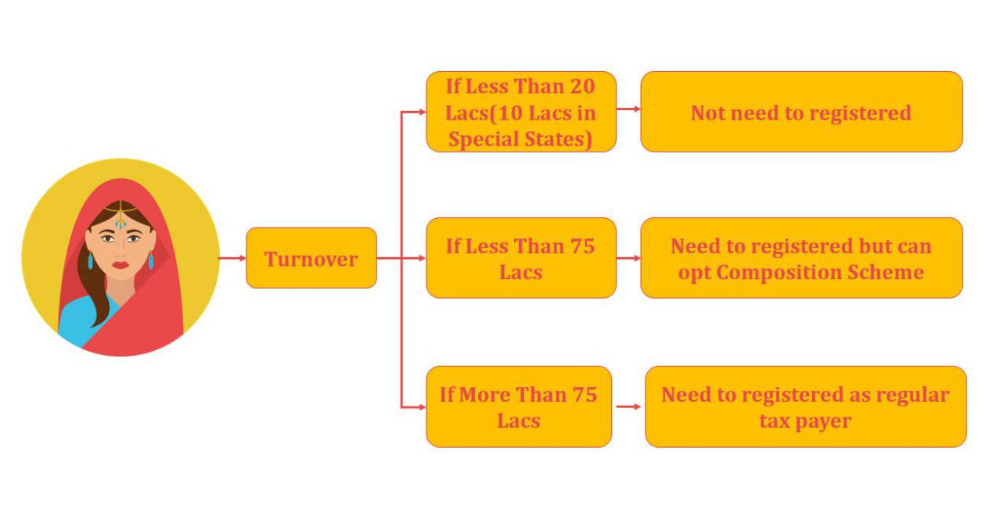 If Less Than 20
Lacs(10 Lacs in
Special States)
Not need to registered
Turnover
If Less Than 75
Lacs
Need to registered but can
opt Composition Scheme
If More Than 75
Lacs
Need to registered as regular
tax payer